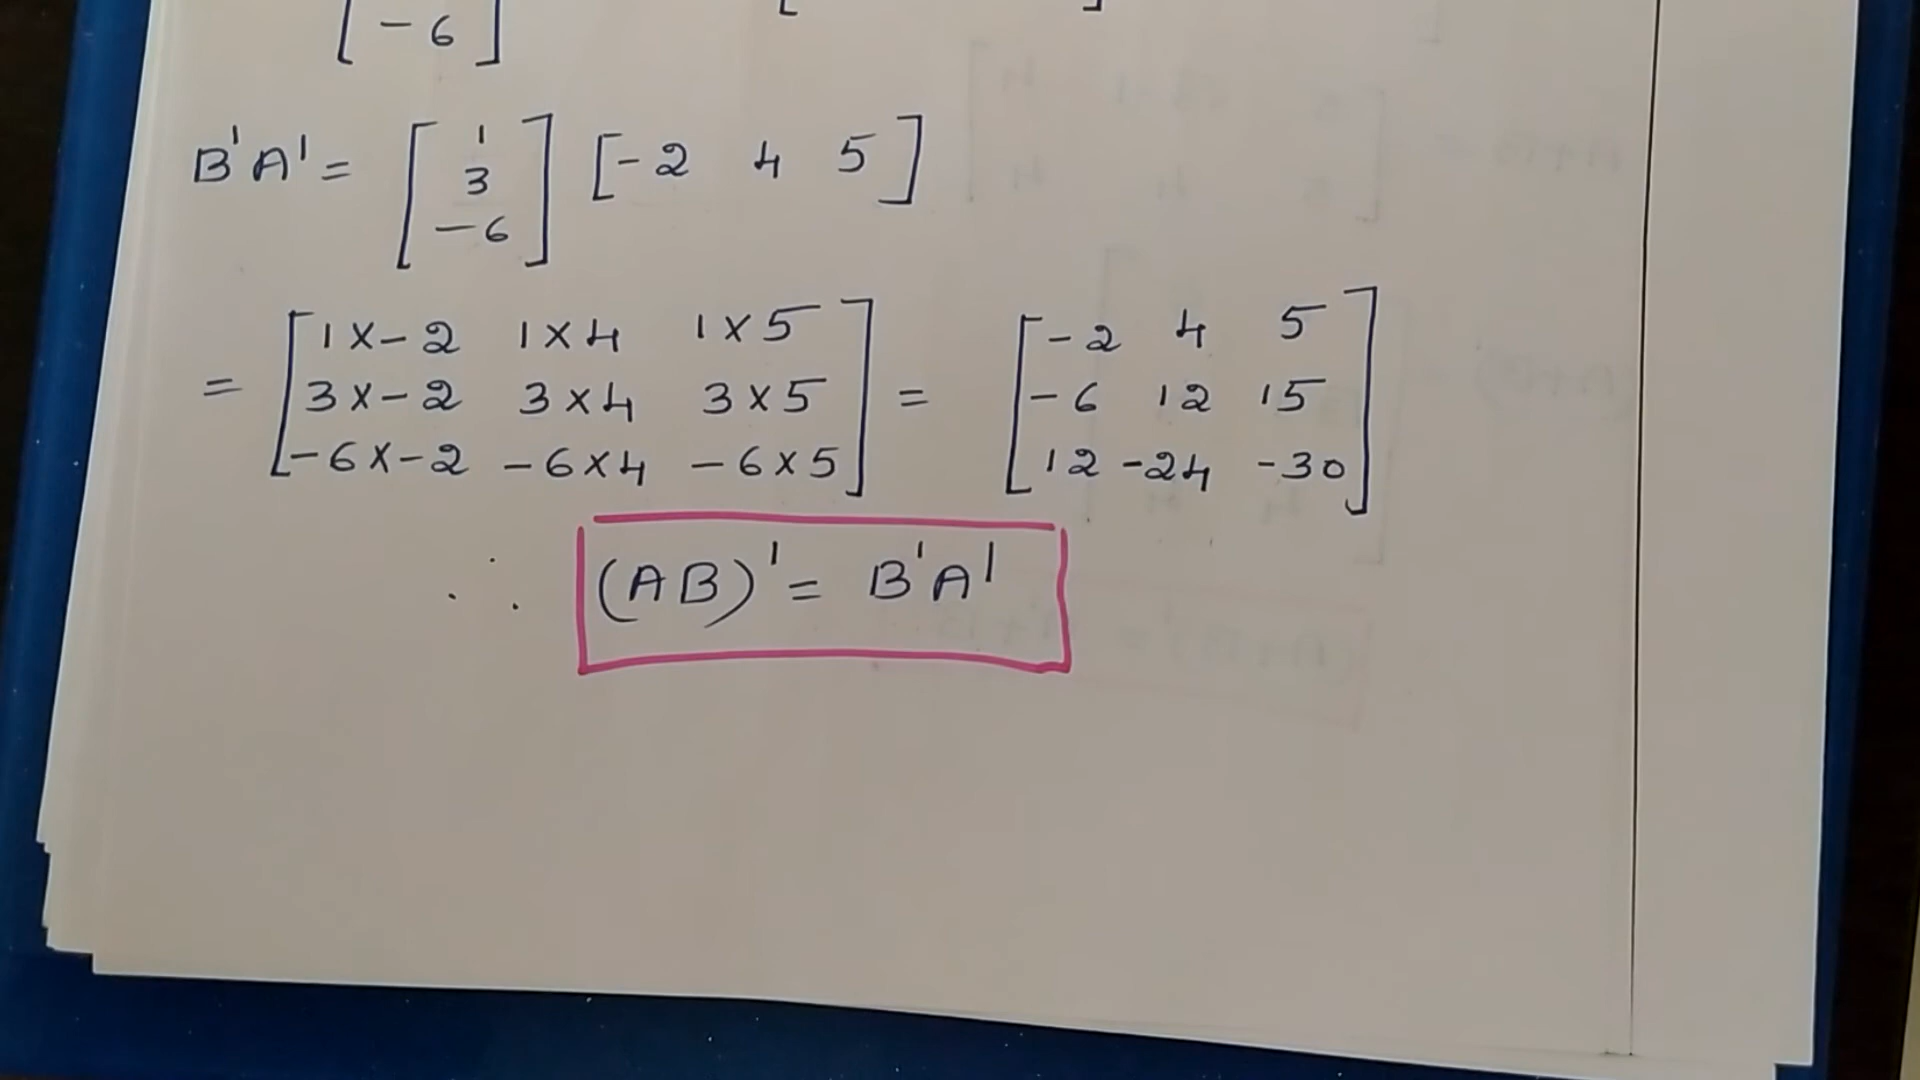 [ -6 ] [ ]
B'A' = [ 1 3 -6 ] [ -2 4 5 ]
= [ 1×-2 1×4 1×5 ] = [ -2 4 5 ]
[ 3×-2 3×4 3×5 ] [ -6 12 15 ]
[ -6×-2 -6×4 -6×5 ] [ 12 -24 -30 ]
∴ (AB)' = B'A'